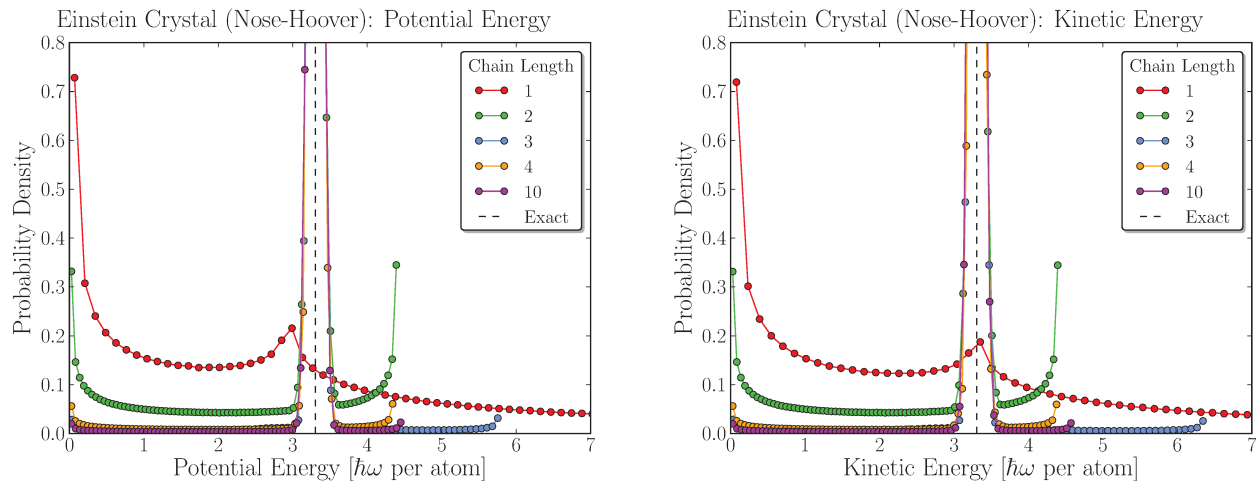 Einstein Crystal (Nose-Hoover): Potential Energy
0.8
0.7
0.6
0.5
0.4
0.3
0.2
0.1
0.0
Probability Density
Chain Length
1
2
3
4
10
Exact
0 1 2 3 4 5 6 7
Potential Energy [ℏω per atom]
Einstein Crystal (Nose-Hoover): Kinetic Energy
0.8
0.7
0.6
0.5
0.4
0.3
0.2
0.1
0.0
Probability Density
Chain Length
1
2
3
4
10
Exact
0 1 2 3 4 5 6 7
Kinetic Energy [ℏω per atom]